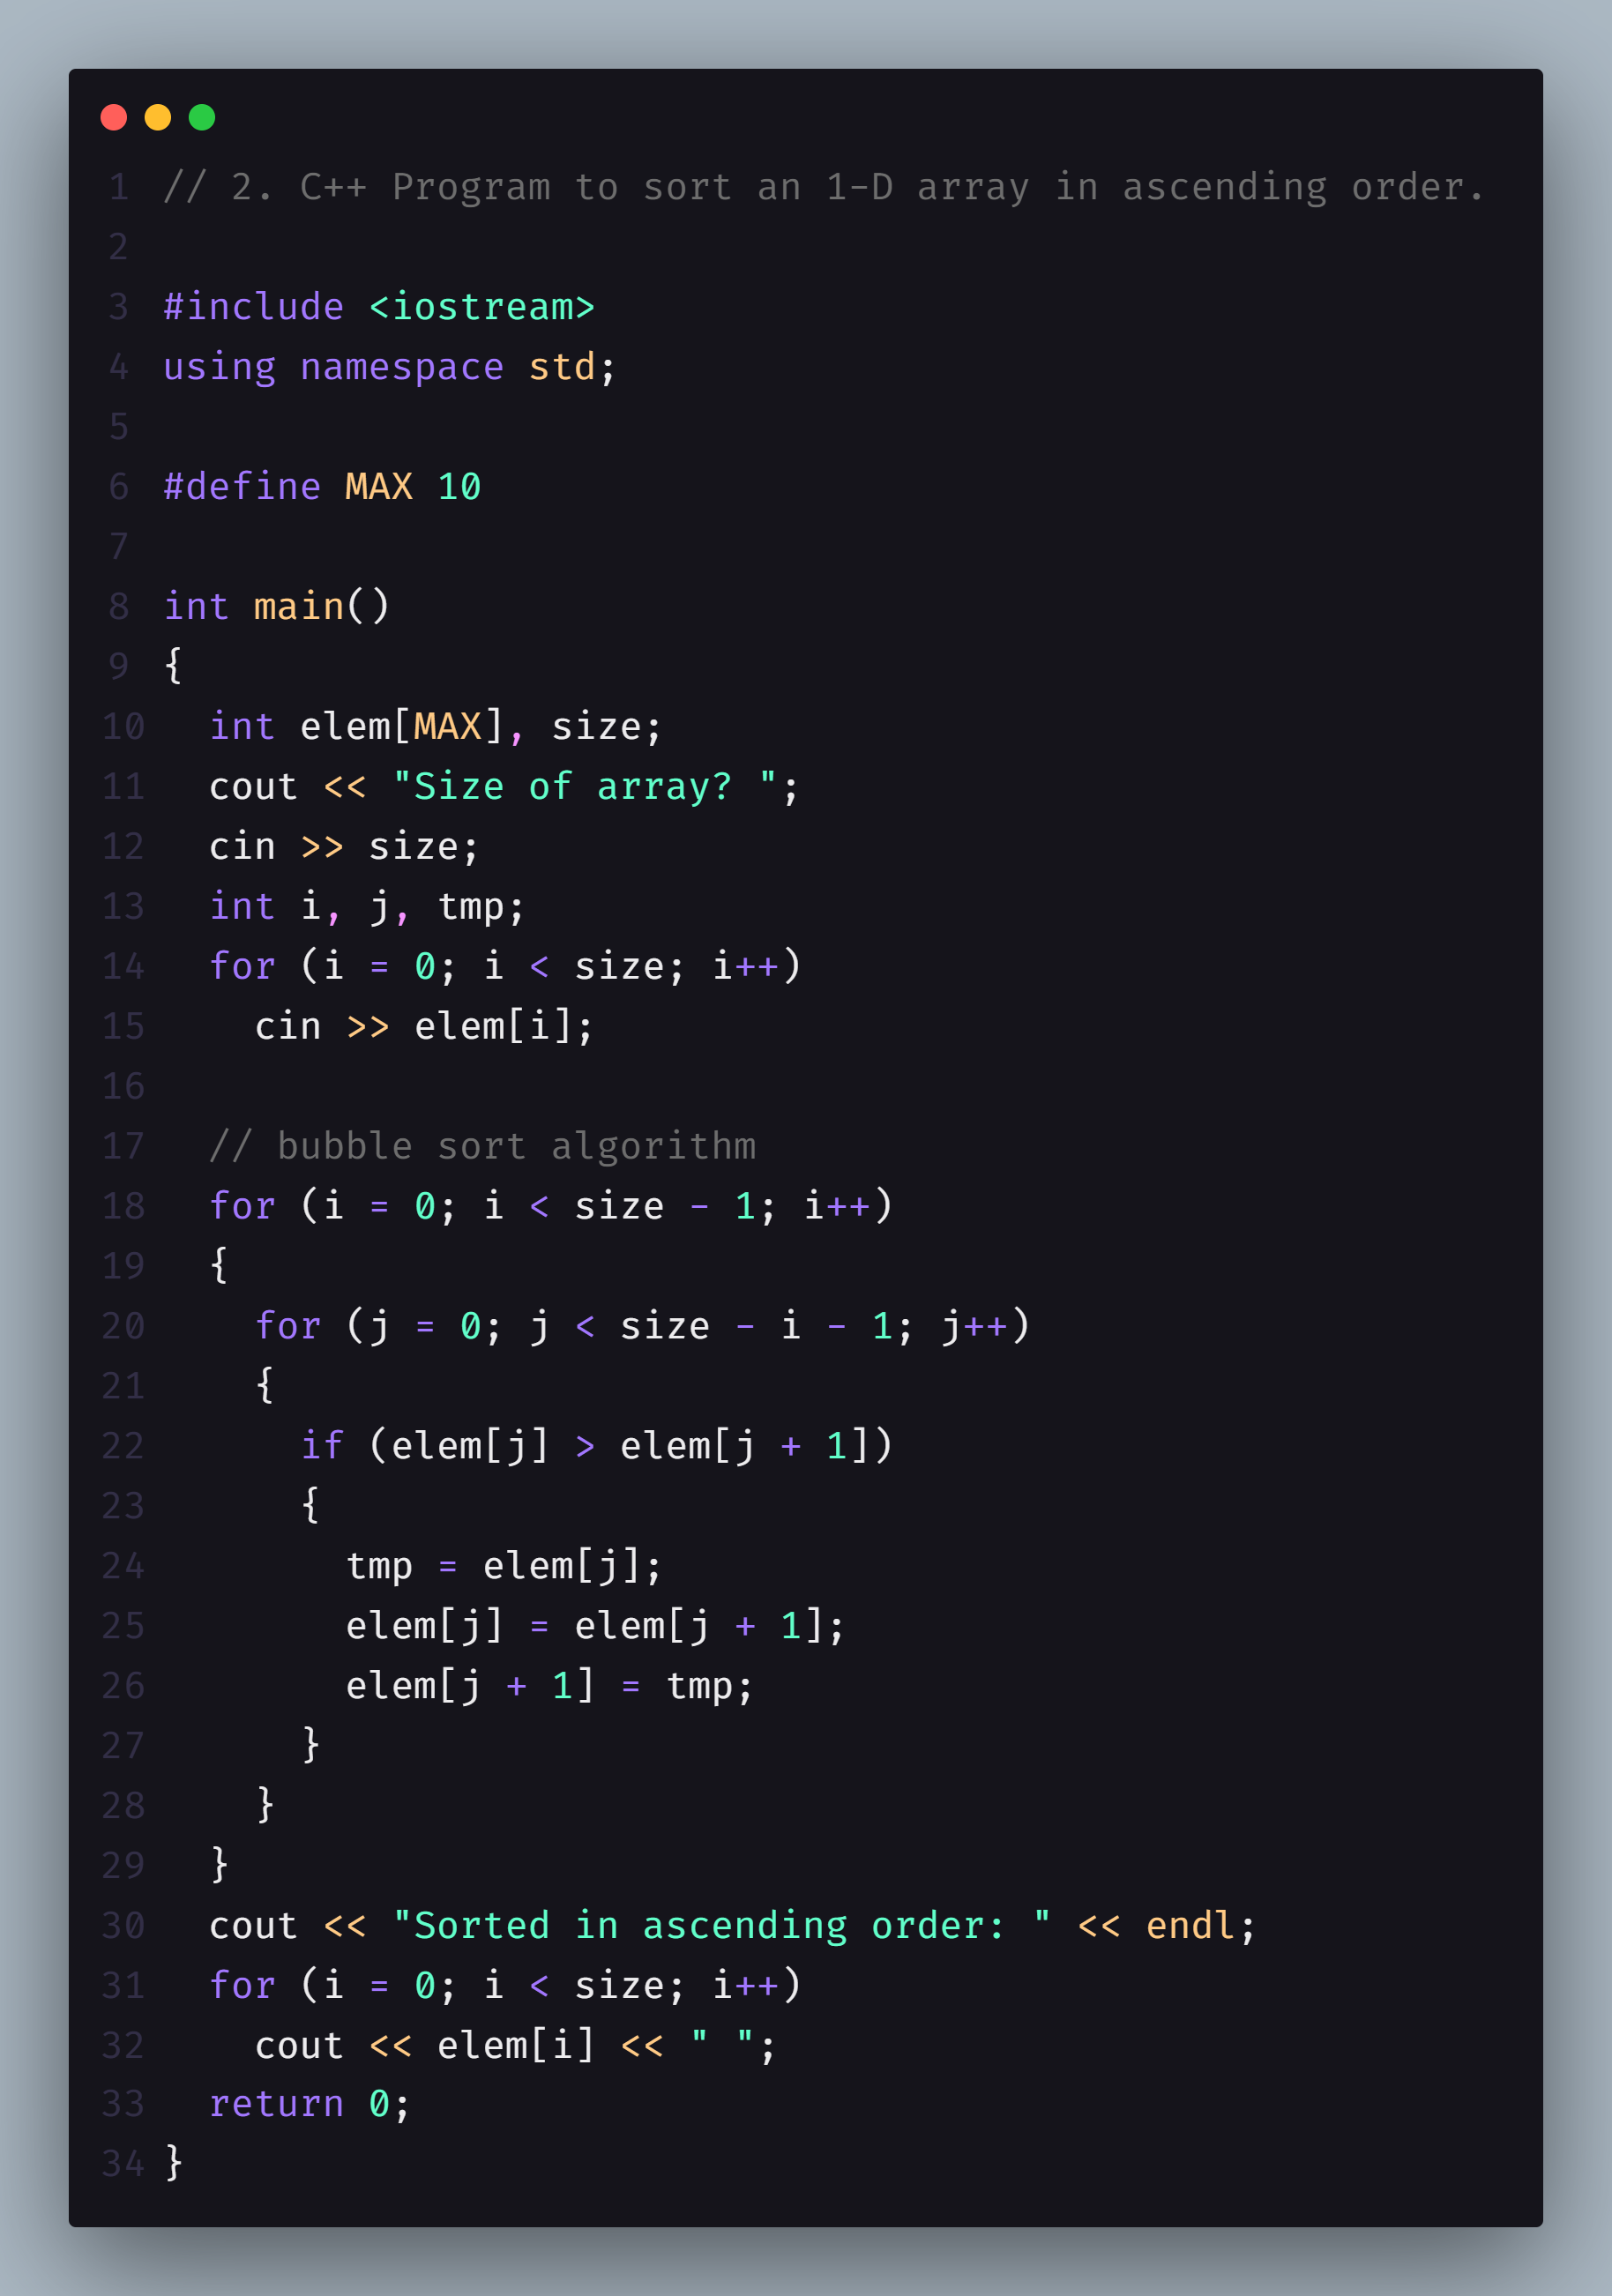 1 // 2. C++ Program to sort an 1-D array in ascending order.
2
3 #include <iostream>
4 using namespace std;
5
6 #define MAX 10
7
8 int main()
9 {
10   int elem[MAX], size;
11   cout << "Size of array? ";
12   cin >> size;
13   int i, j, tmp;
14   for (i = 0; i < size; i++)
15     cin >> elem[i];
16
17   // bubble sort algorithm
18   for (i = 0; i < size - 1; i++)
19   {
20     for (j = 0; j < size - i - 1; j++)
21     {
22       if (elem[j] > elem[j + 1])
23       {
24         tmp = elem[j];
25         elem[j] = elem[j + 1];
26         elem[j + 1] = tmp;
27       }
28     }
29   }
30   cout << "Sorted in ascending order: " << endl;
31   for (i = 0; i < size; i++)
32     cout << elem[i] << " ";
33   return 0;
34 }